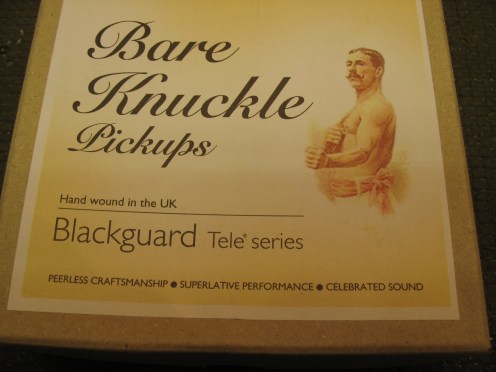 Bare
Knuckle
Pickups
Hand wound in the UK
Blackguard Tele® series
PEERLESS CRAFTSMANSHIP ● SUPERLATIVE PERFORMANCE ● CELEBRATED SOUND